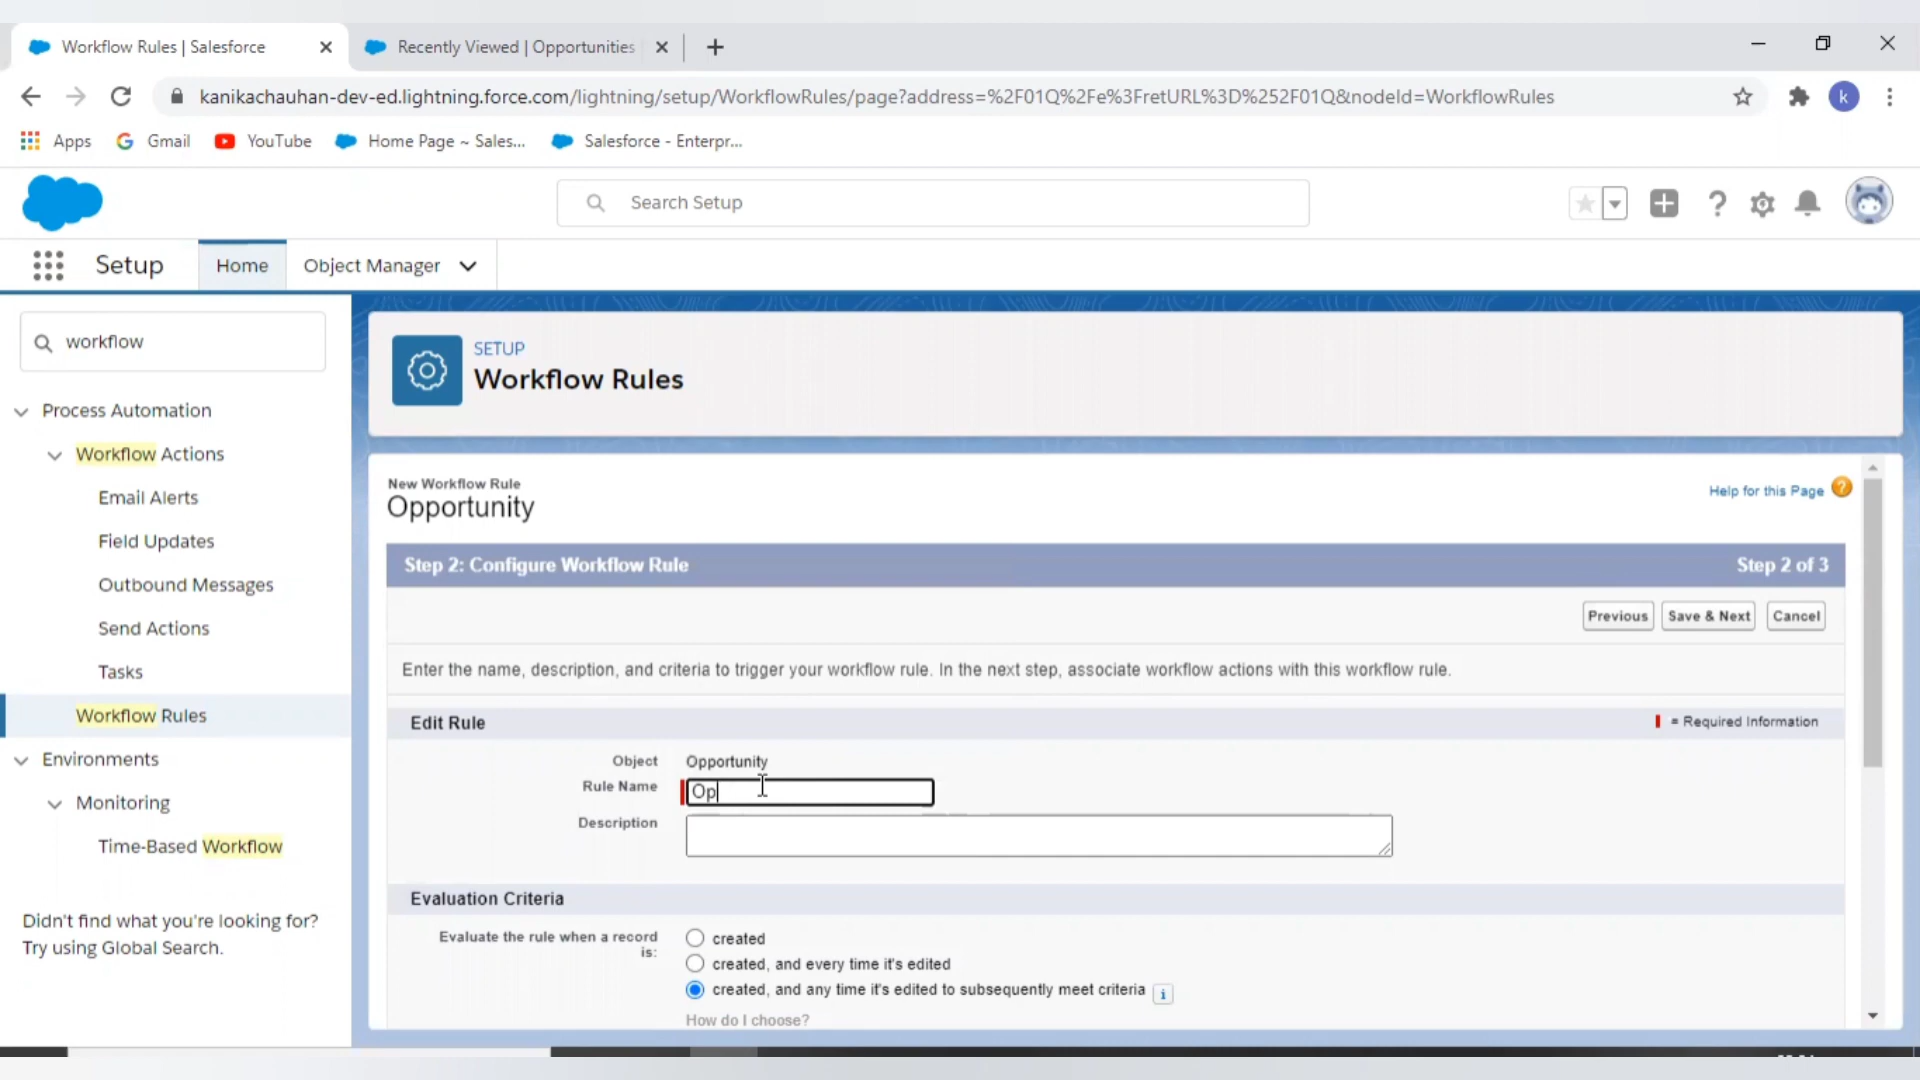 Workflow Rules | Salesforce
Recently Viewed | Opportunities
kanikachauhan-dev-ed.lightning.force.com/lightning/setup/WorkflowRules/page?address=%2F01Q%2Fe%3FretURL%3D%252F01Q&nodeId=WorkflowRules
k
Apps
Gmail
YouTube
Home Page ~ Sales...
Salesforce - Enterpr...
Search Setup
Setup
Home
Object Manager
workflow
Process Automation
Workflow Actions
Email Alerts
Field Updates
Outbound Messages
Send Actions
Tasks
Workflow Rules
Environments
Monitoring
Time-Based Workflow
Didn't find what you're looking for?
Try using Global Search.
SETUP
Workflow Rules
New Workflow Rule
Opportunity
Help for this Page ?
Step 2: Configure Workflow Rule
Step 2 of 3
Previous
Save & Next
Cancel
Enter the name, description, and criteria to trigger your workflow rule. In the next step, associate workflow actions with this workflow rule.
Edit Rule
= Required Information
Object Opportunity
Rule Name Op
Description
Evaluation Criteria
Evaluate the rule when a record
is:
created
created, and every time it's edited
created, and any time it's edited to subsequently meet criteria i
How do I choose?